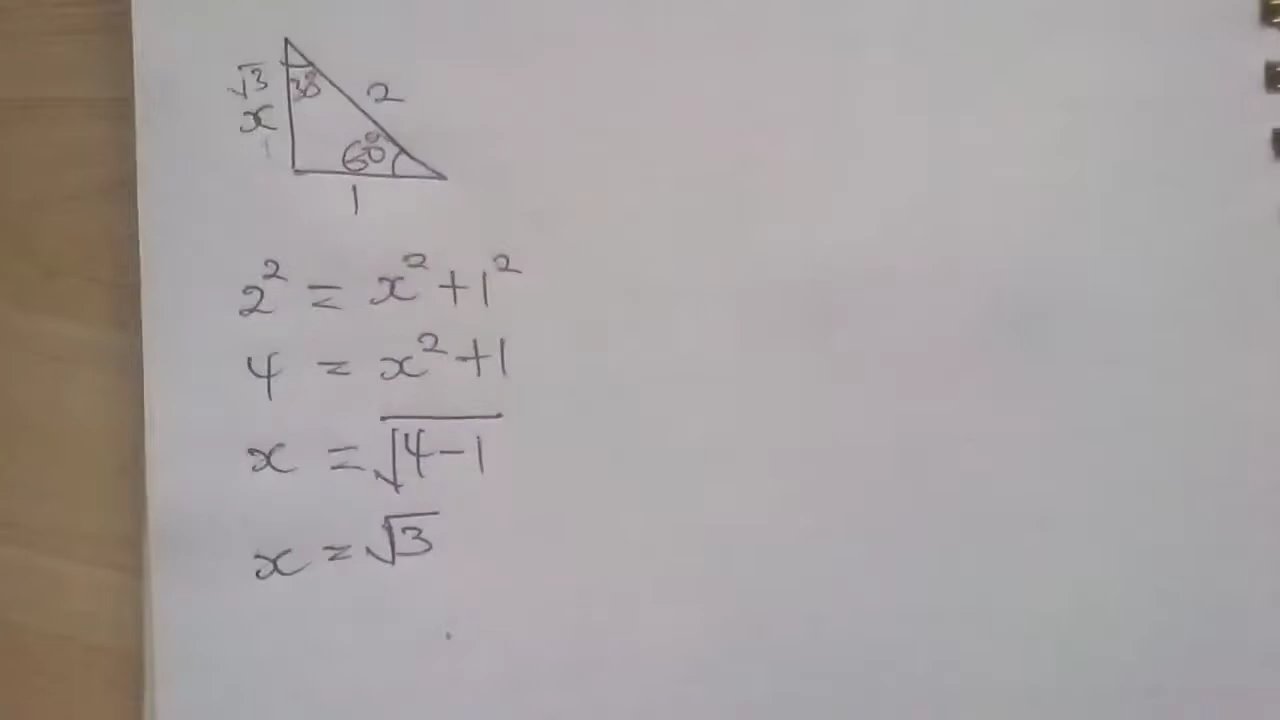 √3
30°
2
x
60°
1
2² = x² + 1²
4 = x² + 1
x = √4-1
x = √3